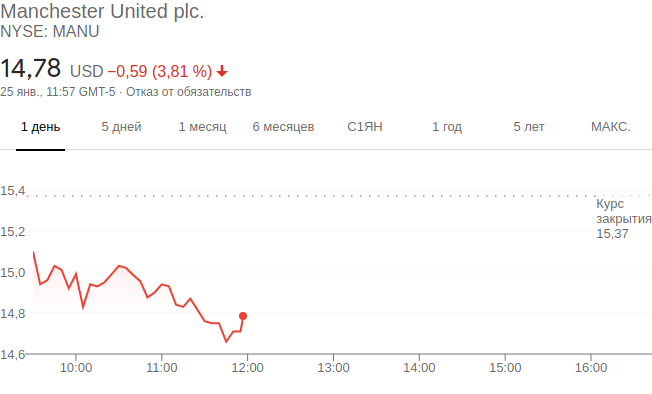 Manchester United plc.
NYSE: MANU
14,78 USD −0,59 (3,81 %)
25 янв., 11:57 GMT-5 · Отказ от обязательств
1 день 5 дней 1 месяц 6 месяцев С1ЯН 1 год 5 лет МАКС.
15,4
Курс
закрытия
15,37
15,2
15,0
14,8
14,6
10:00 11:00 12:00 13:00 14:00 15:00 16:00